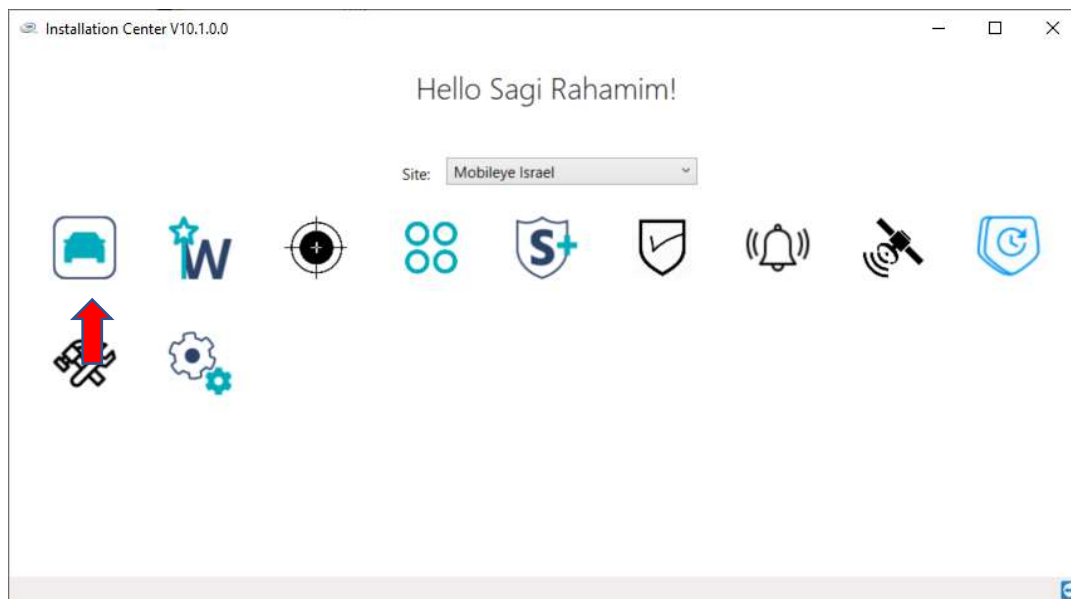 Installation Center V10.1.0.0
Hello Sagi Rahamim!
Site: Mobileye Israel
W
S+